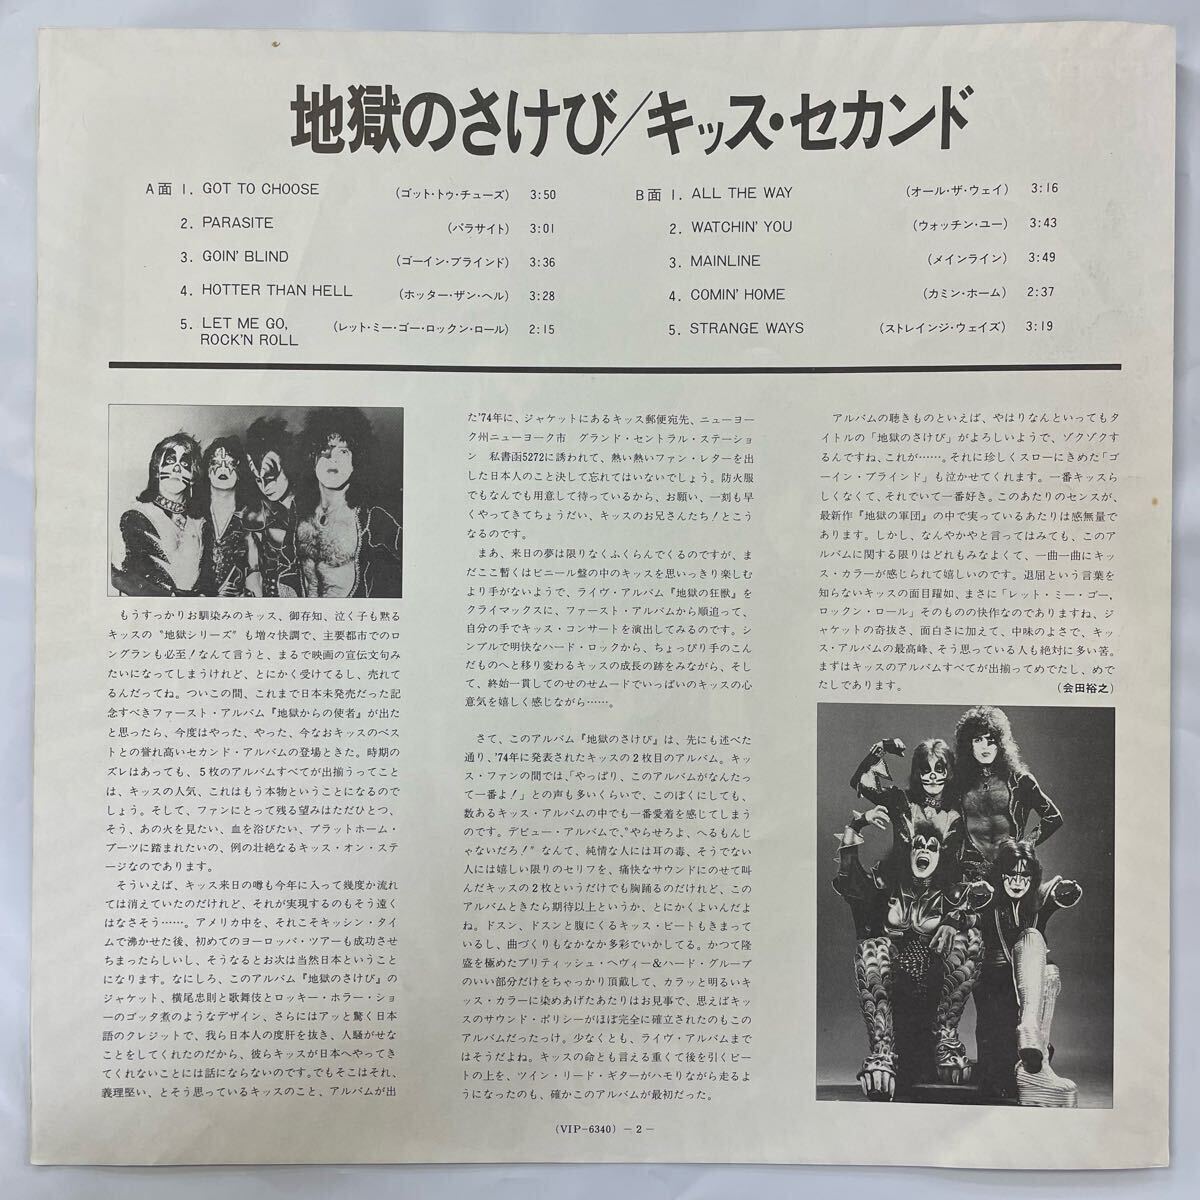 地獄のさけび/キッス・セカンド
A面 1. GOT TO CHOOSE (ゴット・トゥ・チューズ) 3:50
2. PARASITE (パラサイト) 3:01
3. GOIN' BLIND (ゴーイン・ブラインド) 3:36
4. HOTTER THAN HELL (ホッター・ザン・ヘル) 3:28
5. LET ME GO, (レット・ミー・ゴー・ロックン・ロール) 2:15
ROCK'N ROLL
B面 1. ALL THE WAY (オール・ザ・ウェイ) 3:16
2. WATCHIN' YOU (ウォッチン・ユー) 3:43
3. MAINLINE (メインライン) 3:49
4. COMIN' HOME (カミン・ホーム) 2:37
5. STRANGE WAYS (ストレインジ・ウェイズ) 3:19
もうすっかりお馴染みのキッス、御存知、泣く子も黙る
キッスの〝地獄シリーズ〞も増々快調で、主要都市でのロ
ングランも必至!なんて言うと、まるで映画の宣伝文句み
たいになってしまうけれど、とにかく受けてるし、売れて
るんだってね。ついこの間、これまで日本未発売だった記
念すべきファースト・アルバム『地獄からの使者』が出た
と思ったら、今度はやった、やった、今なおキッスのベス
トとの誉れ高いセカンド・アルバムの登場ときた。時期の
ズレはあっても、5枚のアルバムすべてが出揃うってこと
は、キッスの人気、これはもう本物ということになるので
しょう。そして、ファンにとって残る望みはただひとつ、
そう、あの火を見たい、血を浴びたい、プラットホーム・
ブーツに踏まれたいの、例の壮絶なるキッス・オン・ステ
ージなのであります。
そういえば、キッス来日の噂も今年に入って幾度か流れ
ては消えていたのだけれど、それが実現するのもそう遠く
はなさそう……。アメリカ中を、それこそキッシン・タイ
ムで沸かせた後、初めてのヨーロッパ・ツアーも成功させ
ちまったらしいし、そうなるとお次は当然日本ということ
になります。なにしろ、このアルバム『地獄のさけび』の
ジャケット、横尾忠則と歌舞伎とロッキー・ホラー・ショ
ーのゴッタ煮のようなデザイン、さらにはアッと驚く日本
語のクレジットで、我ら日本人の度肝を抜き、人騒がせな
ことをしてくれたのだから、彼らキッスが日本へやってき
てくれないことには話にならないのです。でもそこはそれ、
義理堅い、とそう思っているキッスのこと、アルバムが出
た'74年に、ジャケットにあるキッス郵便宛先、ニューヨー
ク州ニューヨーク市 グランド・セントラル・ステーショ
ン 私書函5272に誘われて、熱い熱いファン・レターを出
した日本人のこと決して忘れてはいないでしょう。防火服
でもなんでも用意して待っているから、お願い、一刻も早
くやってきてちょうだい、キッスのお兄さんたち!とこう
なるのです。
まあ、来日の夢は限りなくふくらんでくるのですが、ま
だここ暫くはビニール盤の中のキッスを思いっきり楽しむ
より手がないようで、ライヴ・アルバム『地獄の狂獣』を
クライマックスに、ファースト・アルバムから順追って、
自分の手でキッス・コンサートを演出してみるのです。シ
ンプルで明快なハード・ロックから、ちょっぴり手のこん
だものへと移り変わるキッスの成長の跡をみながら、そし
て、終始一貫してのせのせムードでいっぱいのキッスの心
意気を嬉しく感じながら……。
さて、このアルバム『地獄のさけび』は、先にも述べた
通り、'74年に発表されたキッスの2枚目のアルバム。キッ
ス・ファンの間では、「やっぱり、このアルバムがなんたっ
て一番よ!」との声も多いくらいで、このぼくにしても、
数あるキッス・アルバムの中でも一番愛着を感じてしまう
のです。デビュー・アルバムで、〝やらせろよ、へるもんじ
ゃないだろ!〞なんて、純情な人には耳の毒、そうでない
人には嬉しい限りのセリフを、痛快なサウンドにのせて叫
んだキッスの2枚というだけでも胸踊るのだけれど、この
アルバムときたら期待以上というか、とにかくよいんだよ
ね。ドスン、ドスンと腹にくるキッス・ビートもきまって
いるし、曲づくりもなかなか多彩でいかしてる。かつて隆
盛を極めたブリティッシュ・ヘヴィー&ハード・グループ
のいい部分だけをちゃっかり頂戴して、カラッと明るいキ
ッス・カラーに染めあげたあたりはお見事で、思えばキッ
スのサウンド・ポリシーがほぼ完全に確立されたのもこの
アルバムだったっけ。少なくとも、ライヴ・アルバムまで
はそうだよね。キッスの命とも言える重くて後を引くビー
トの上を、ツイン・リード・ギターがハモりながら走るよ
うになったのも、確かこのアルバムが最初だった。
アルバムの聴きものといえば、やはりなんといってもタ
イトルの「地獄のさけび」がよろしいようで、ゾクゾクす
るんですね、これが……。それに珍しくスローにきめた「ゴ
ーイン・ブラインド」も泣かせてくれます。一番キッスら
しくなくて、それでいて一番好き。このあたりのセンスが、
最新作『地獄の軍団』の中で実っているあたりは感無量で
あります。しかし、なんやかやと言ってはみても、このア
ルバムに関する限りはどれもみなよくて、一曲一曲にキッ
ス・カラーが感じられて嬉しいのです。退屈という言葉を
知らないキッスの面目躍如、まさに「レット・ミー・ゴー,
ロックン・ロール」そのものの快作なのでありますね、ジ
ャケットの奇抜さ、面白さに加えて、中味のよさで、キッ
ス・アルバムの最高峰、そう思っている人も絶対に多い筈。
まずはキッスのアルバムすべてが出揃ってめでたし、めで
たしであります。 (会田裕之)
(VIP-6340) －2－